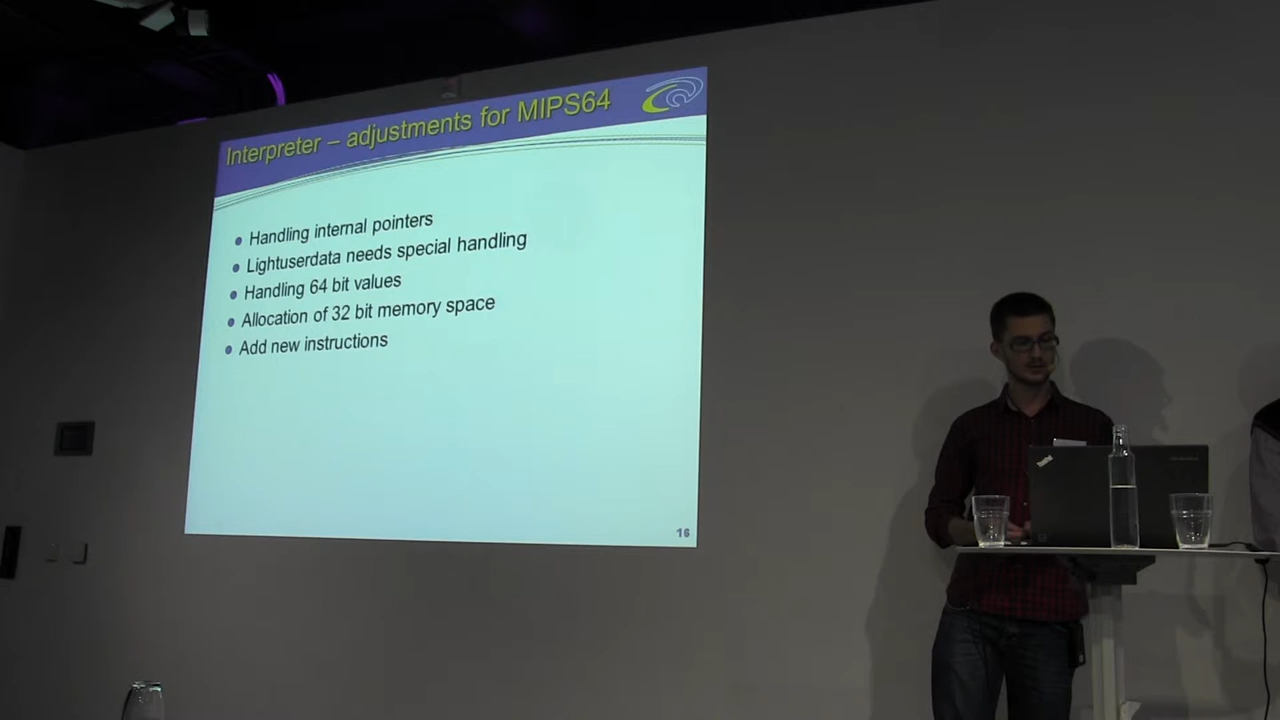 Interpreter – adjustments for MIPS64
Handling internal pointers
Lightuserdata needs special handling
Handling 64 bit values
Allocation of 32 bit memory space
Add new instructions
16
ThinkPad